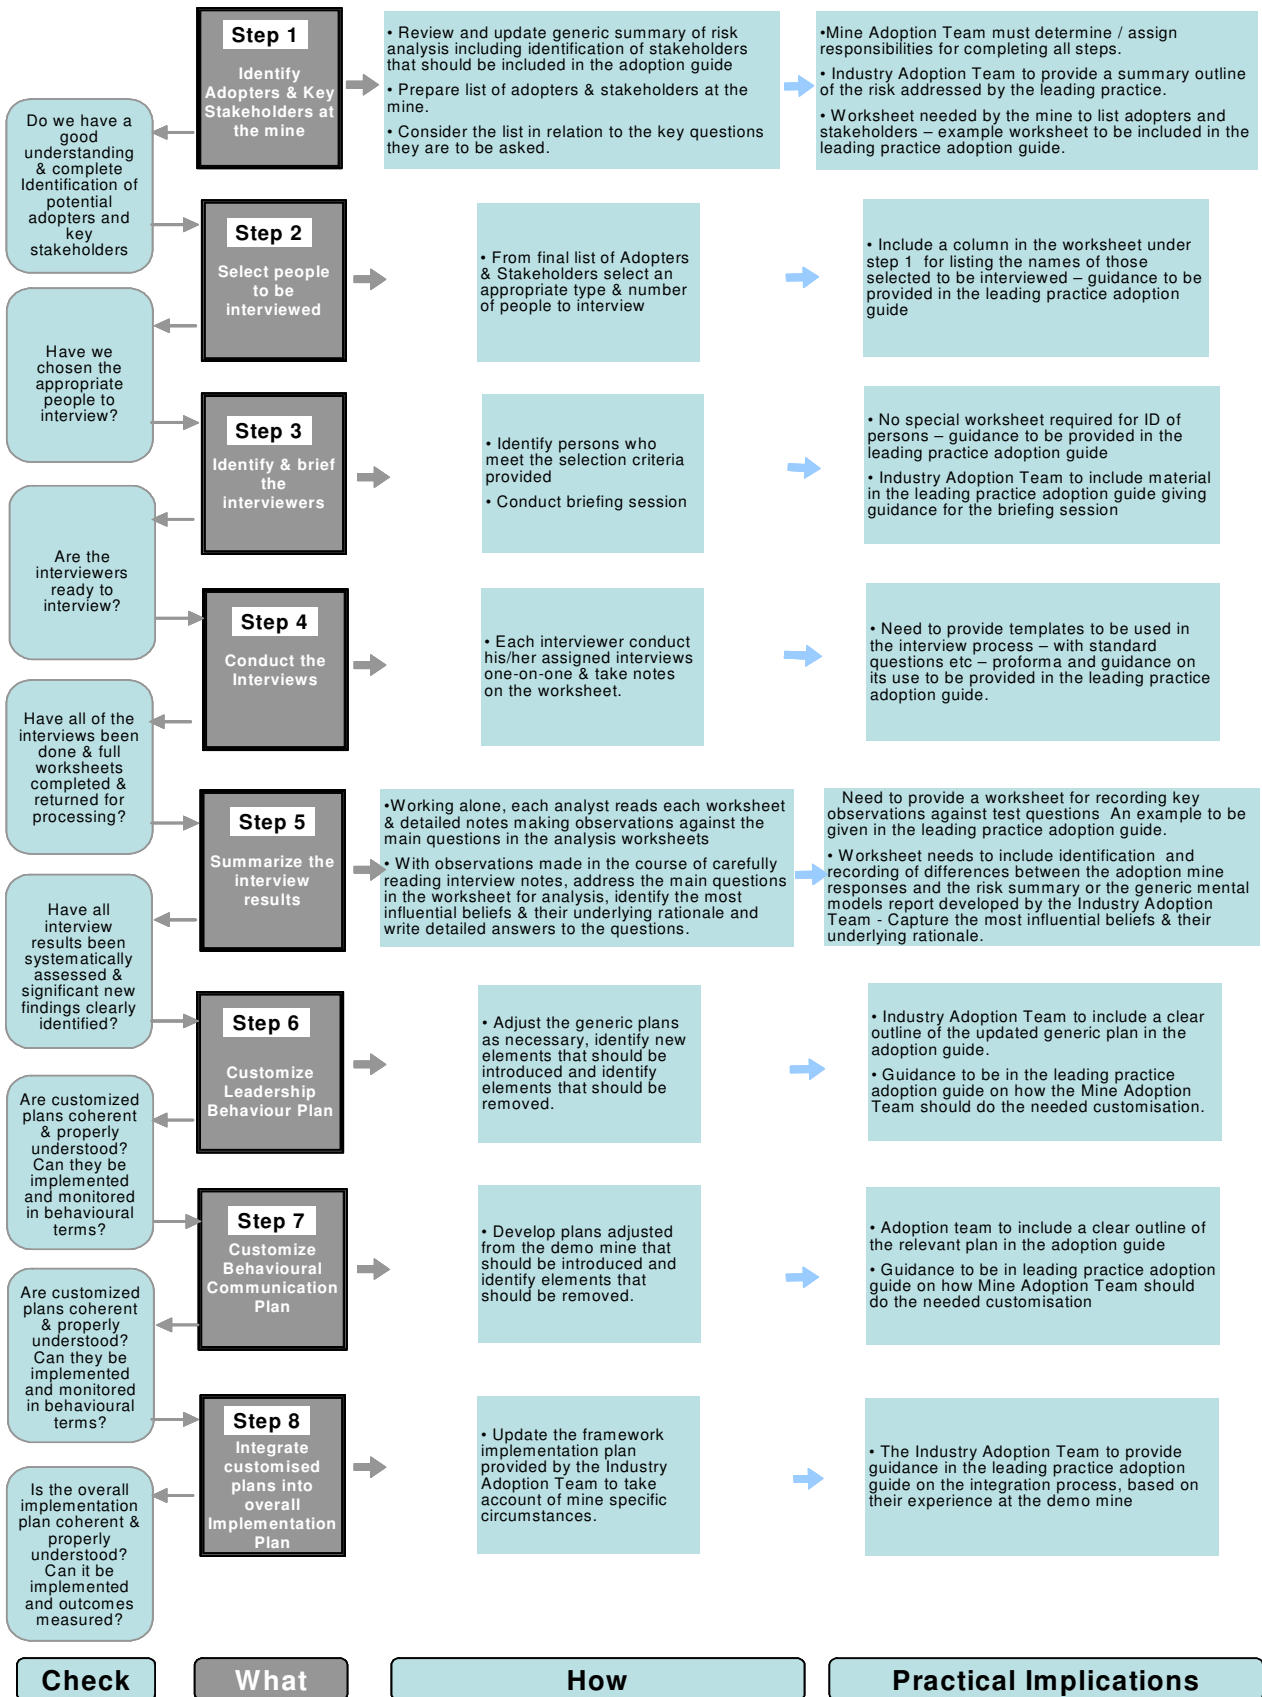 Step 1
Identify
Adopters & Key
Stakeholders at
the mine
• Review and update generic summary of risk
analysis including identification of stakeholders
that should be included in the adoption guide
• Prepare list of adopters & stakeholders at the
mine.
• Consider the list in relation to the key questions
they are to be asked.
•Mine Adoption Team must determine / assign
responsibilities for completing all steps.
• Industry Adoption Team to provide a summary outline
of the risk addressed by the leading practice.
• Worksheet needed by the mine to list adopters and
stakeholders – example worksheet to be included in the
leading practice adoption guide.
Do we have a
good
understanding
& complete
Identification of
potential
adopters and
key
stakeholders
Step 2
Select people
to be
interviewed
• From final list of Adopters
& Stakeholders select an
appropriate type & number
of people to interview
• Include a column in the worksheet under
step 1 for listing the names of those
selected to be interviewed – guidance to be
provided in the leading practice adoption
guide
Have we
chosen the
appropriate
people to
interview?
Step 3
Identify & brief
the
interviewers
• Identify persons who
meet the selection criteria
provided
• Conduct briefing session
• No special worksheet required for ID of
persons – guidance to be provided in the
leading practice adoption guide
• Industry Adoption Team to include material
in the leading practice adoption guide giving
guidance for the briefing session
Are the
interviewers
ready to
interview?
Step 4
Conduct the
Interviews
• Each interviewer conduct
his/her assigned interviews
one-on-one & take notes
on the worksheet.
• Need to provide templates to be used in
the interview process – with standard
questions etc – proforma and guidance on
its use to be provided in the leading practice
adoption guide.
Have all of the
interviews been
done & full
worksheets
completed &
returned for
processing?
Step 5
Summarize the
interview
results
•Working alone, each analyst reads each worksheet
& detailed notes making observations against the
main questions in the analysis worksheets
• With observations made in the course of carefully
reading interview notes, address the main questions
in the worksheet for analysis, identify the most
influential beliefs & their underlying rationale and
write detailed answers to the questions.
Need to provide a worksheet for recording key
observations against test questions An example to be
given in the leading practice adoption guide.
• Worksheet needs to include identification and
recording of differences between the adoption mine
responses and the risk summary or the generic mental
models report developed by the Industry Adoption
Team - Capture the most influential beliefs & their
underlying rationale.
Have all
interview
results been
systematically
assessed &
significant new
findings clearly
identified?
Step 6
Customize
Leadership
Behaviour Plan
• Adjust the generic plans
as necessary, identify new
elements that should be
introduced and identify
elements that should be
removed.
• Industry Adoption Team to include a clear
outline of the updated generic plan in the
adoption guide.
• Guidance to be in the leading practice
adoption guide on how the Mine Adoption
Team should do the needed customisation.
Are customized
plans coherent
& properly
understood?
Can they be
implemented
and monitored
in behavioural
terms?
Step 7
Customize
Behavioural
Communication
Plan
• Develop plans adjusted
from the demo mine that
should be introduced and
identify elements that
should be removed.
• Adoption team to include a clear outline of
the relevant plan in the adoption guide
• Guidance to be in leading practice adoption
guide on how Mine Adoption Team should
do the needed customisation
Are customized
plans coherent
& properly
understood?
Can they be
implemented
and monitored
in behavioural
terms?
Step 8
Integrate
customised
plans into
overall
Implementation
Plan
• Update the framework
implementation plan
provided by the Industry
Adoption Team to take
account of mine specific
circumstances.
• The Industry Adoption Team to provide
guidance in the leading practice adoption
guide on the integration process, based on
their experience at the demo mine
Is the overall
implementation
plan coherent &
properly
understood?
Can it be
implemented
and outcomes
measured?
Check
What
How
Practical Implications